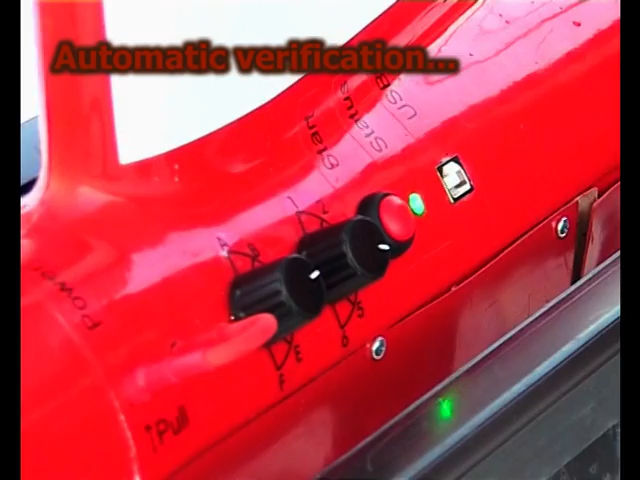 Automatic verification...
USB
Status
Start
Power
Pull